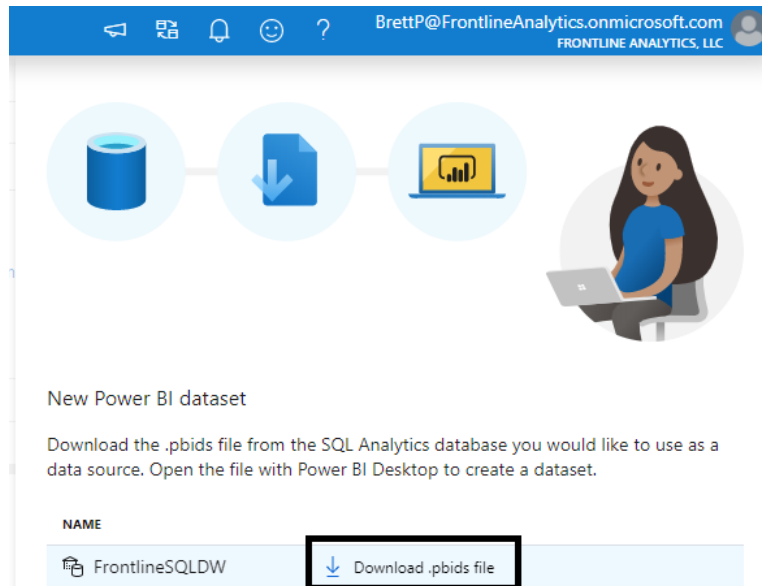 BrettP@FrontlineAnalytics.onmicrosoft.com
FRONTLINE ANALYTICS, LLC
New Power BI dataset
Download the .pbids file from the SQL Analytics database you would like to use as a
data source. Open the file with Power BI Desktop to create a dataset.
NAME
FrontlineSQLDW
Download .pbids file